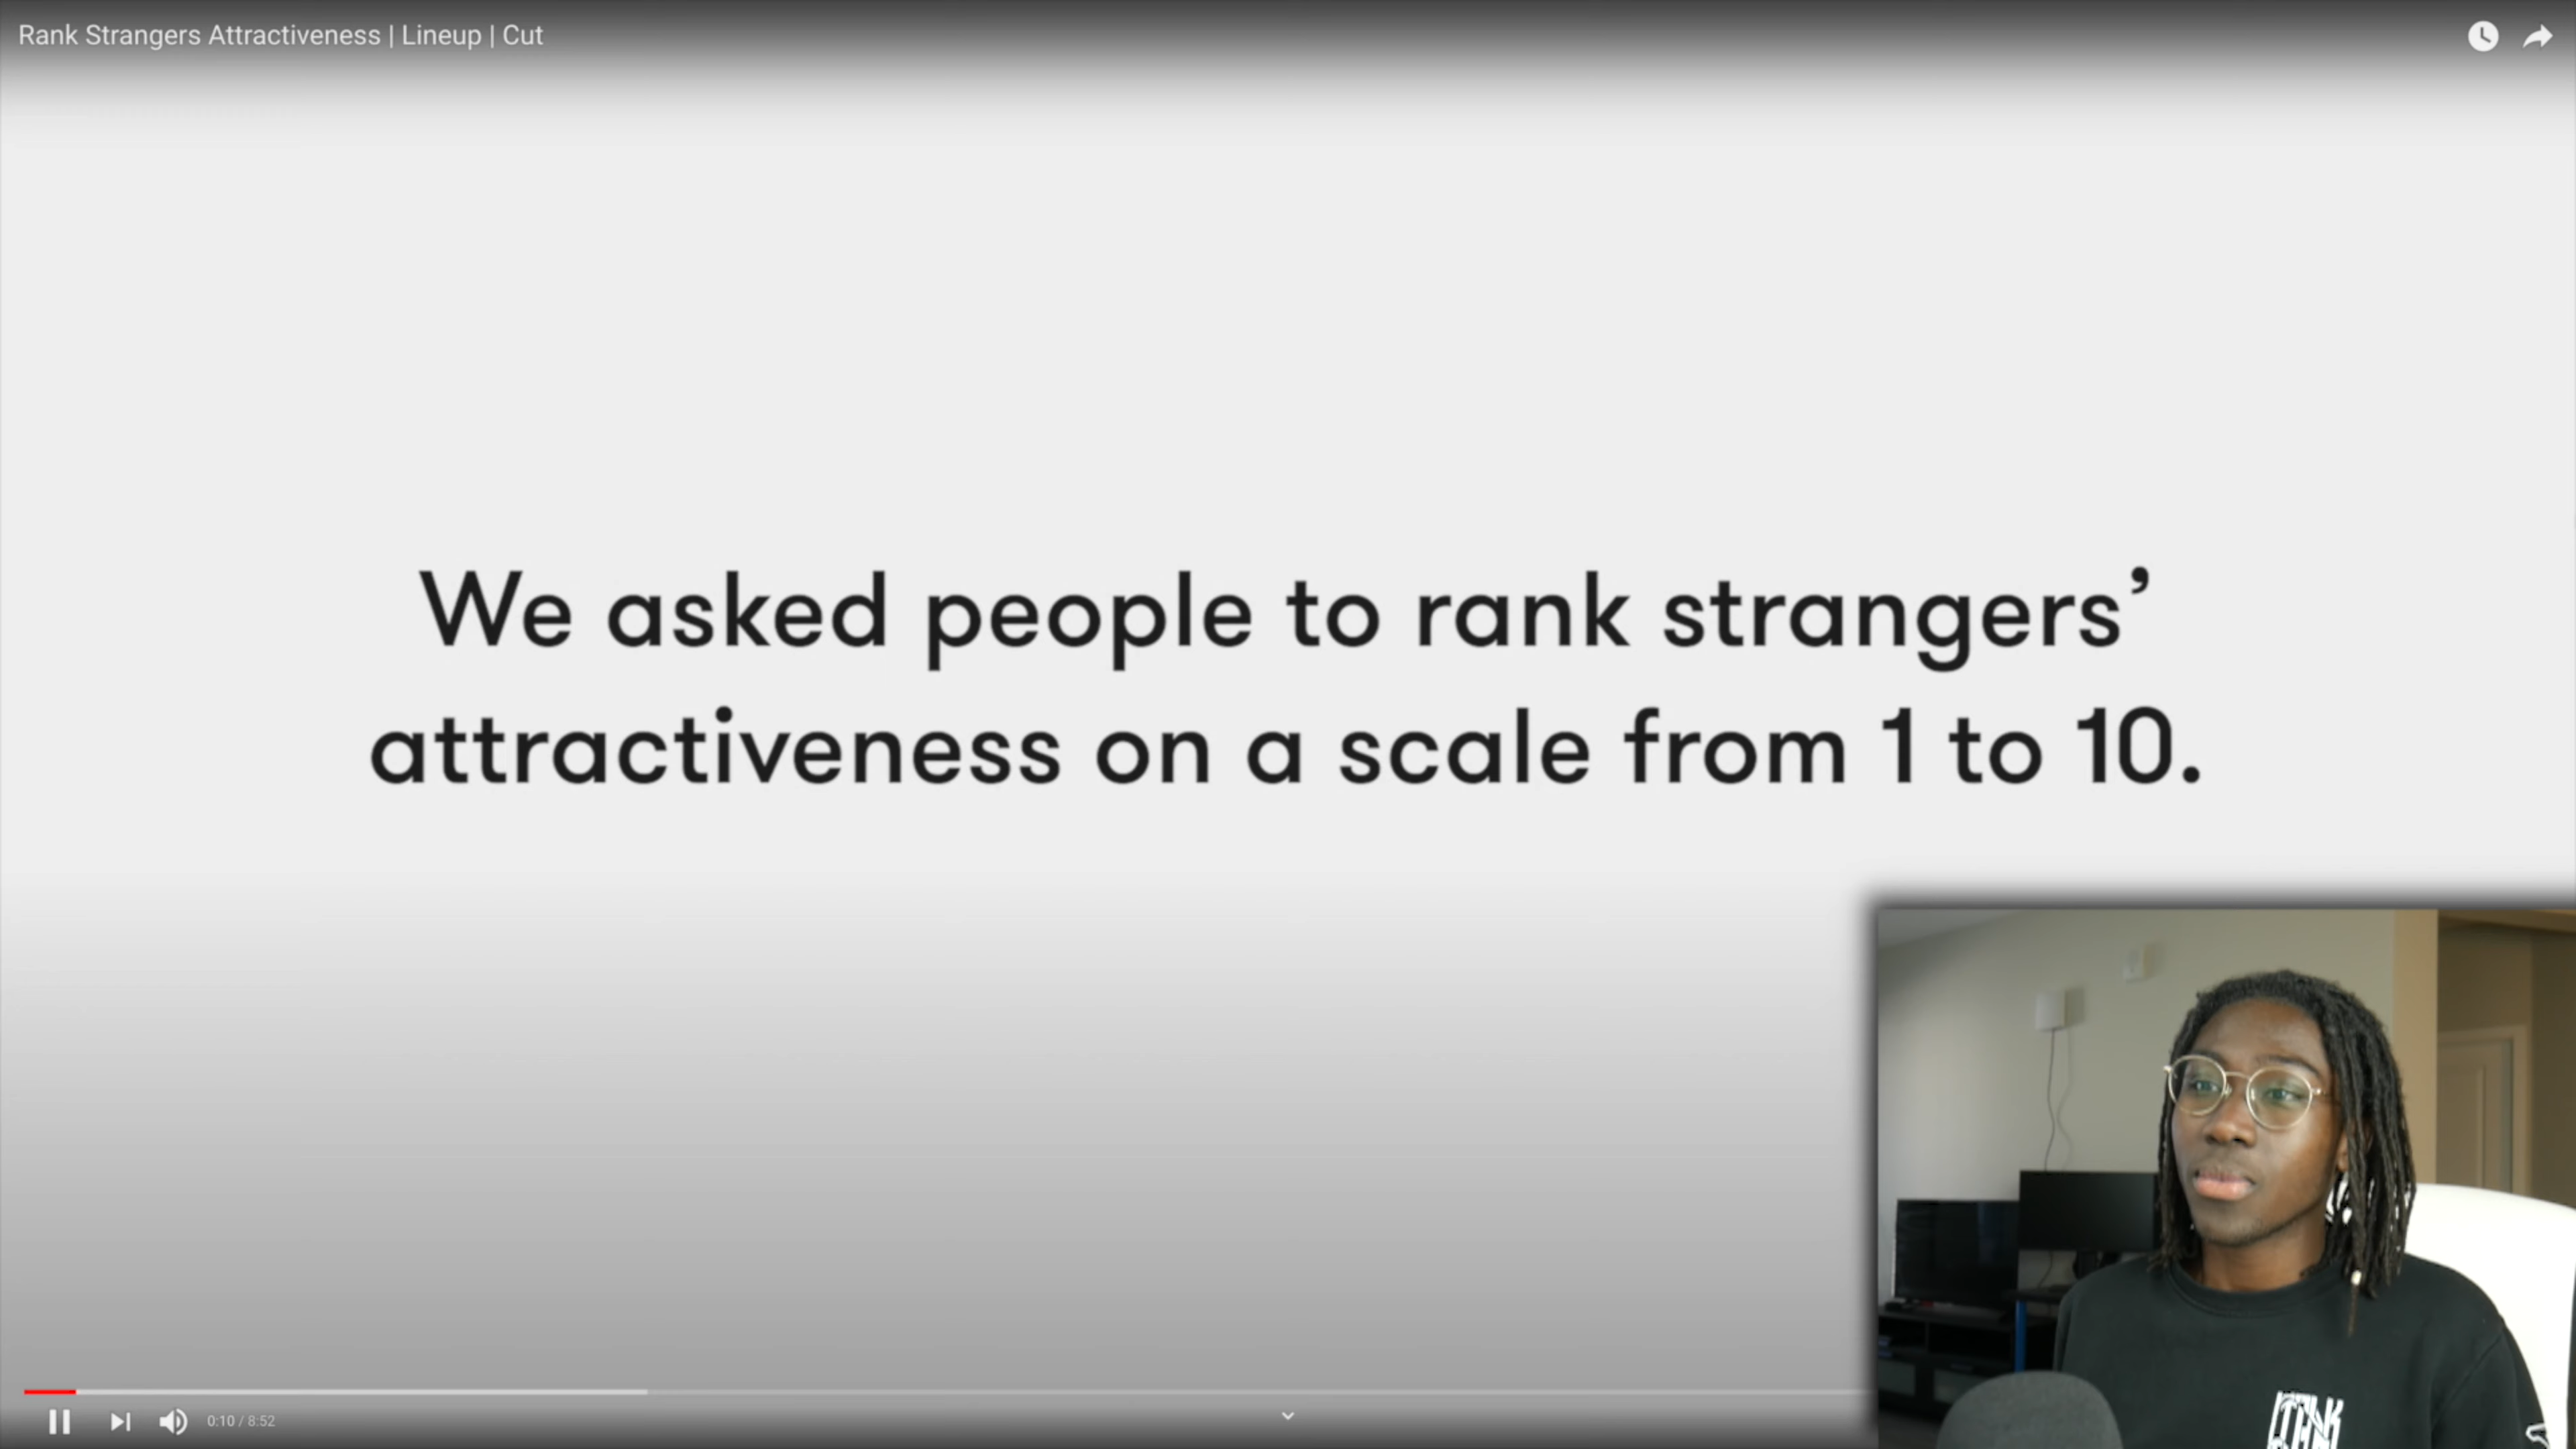 Rank Strangers Attractiveness | Lineup | Cut
We asked people to rank strangers’
attractiveness on a scale from 1 to 10.
0:10 / 8:52